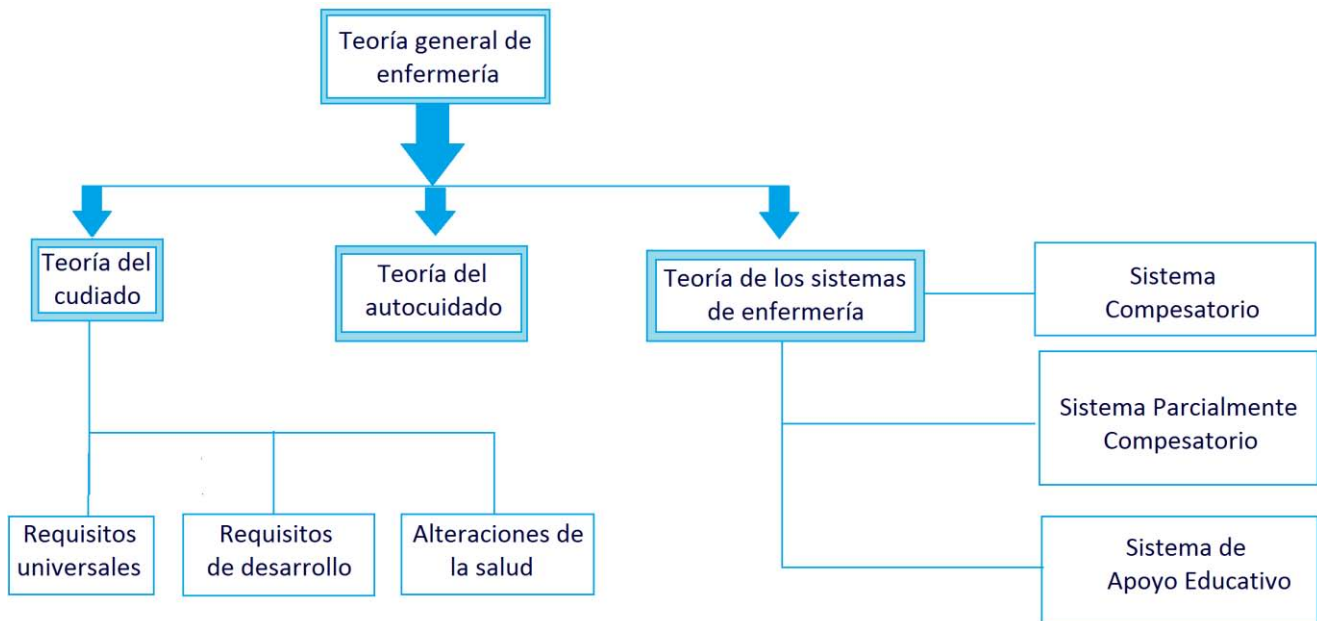 Teoría general de
enfermería
Teoría del
cudiado
Teoría del
autocuidado
Teoría de los sistemas
de enfermería
Sistema
Compesatorio
Sistema Parcialmente
Compesatorio
Sistema de
Apoyo Educativo
Requisitos
universales
Requisitos
de desarrollo
Alteraciones de
la salud